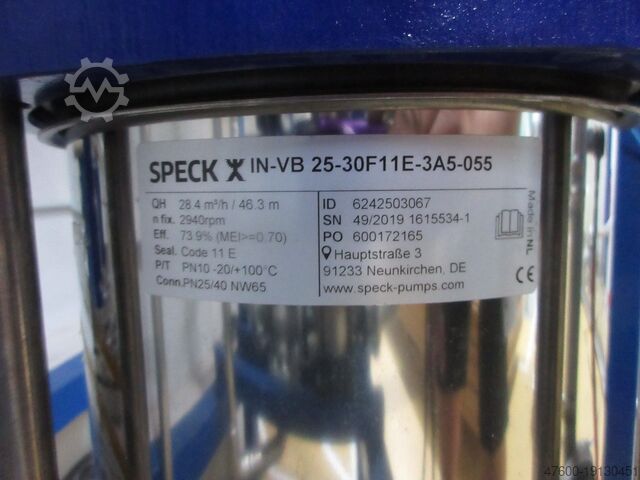 SPECK IN-VB 25-30F11E-3A5-055
QH 28.4 m³/h / 46.3 m
n fix. 2940rpm
Eff. 73.9% (MEI>=0.70)
Seal. Code 11 E
P/T PN10 -20/+100°C
Conn.PN25/40 NW65
ID 6242503067
SN 49/2019 1615534-1
PO 600172165
Hauptstraße 3
91233 Neunkirchen, DE
www.speck-pumps.com
Made in NL
CE
47600-19130451